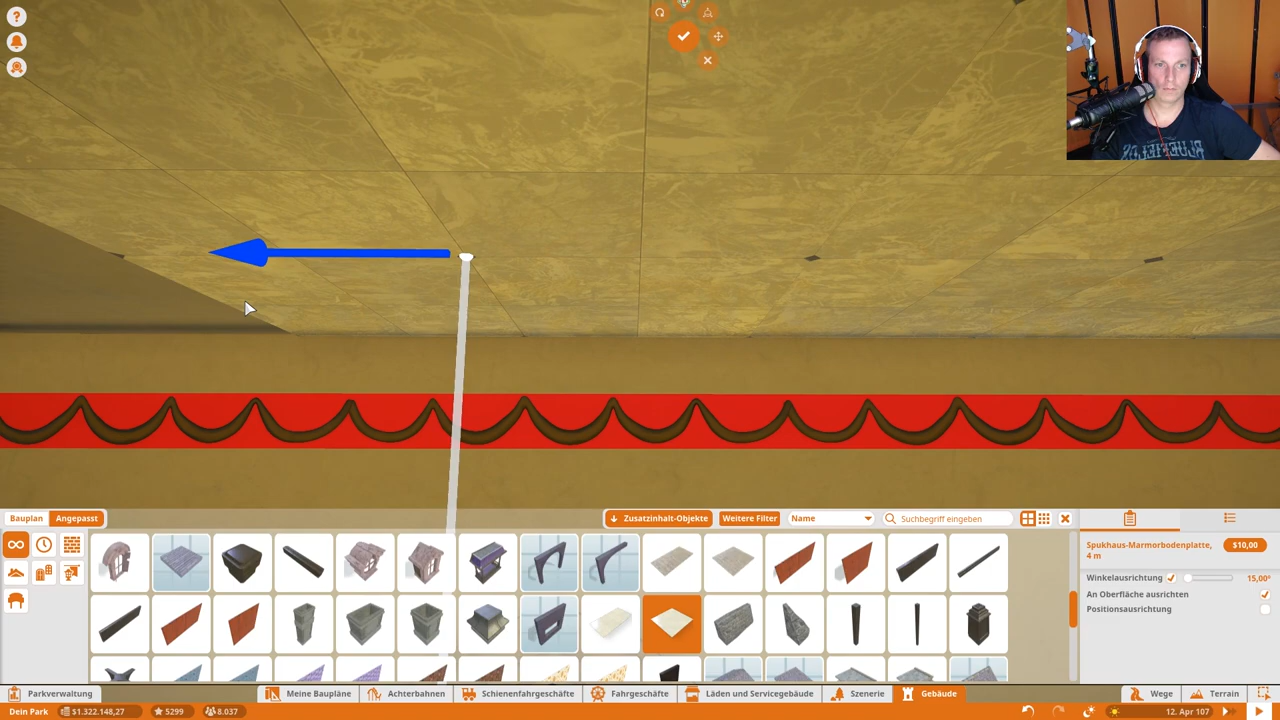 Bauplan
Angepasst
Zusatzinhalt-Objekte
Weitere Filter
Name
Suchbegriff eingeben
Spukhaus-Marmorbodenplatte,
4 m
$10,00
Winkelausrichtung
15,00°
An Oberfläche ausrichten
Positionsausrichtung
Parkverwaltung
Meine Baupläne
Achterbahnen
Schienenfahrgeschäfte
Fahrgeschäfte
Läden und Servicegebäude
Szenerie
Gebäude
Wege
Terrain
Dein Park
$1.322.148,27
5299
8.037
12. Apr 107